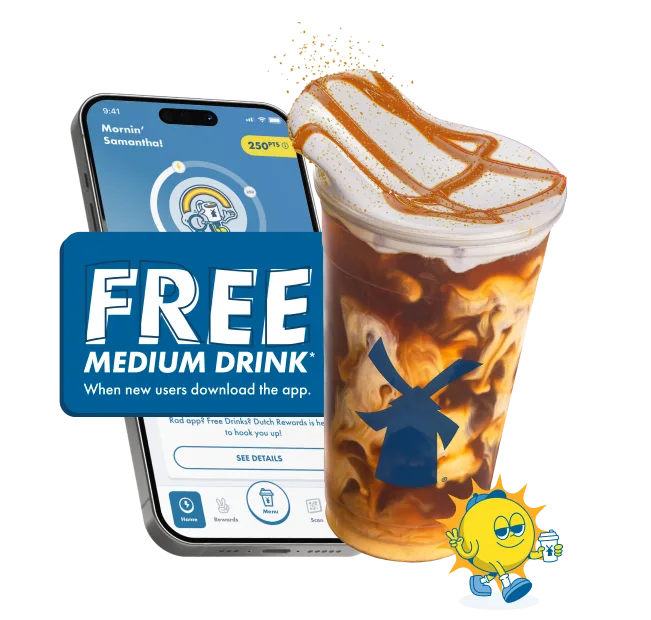 9:41
Mornin'
Samantha!
250PTS
FREE
MEDIUM DRINK*
When new users download the app.
Rad app? Free Drinks? Dutch Rewards is he
to hook you up!
SEE DETAILS
Home
Rewards
Menu
Scan
®